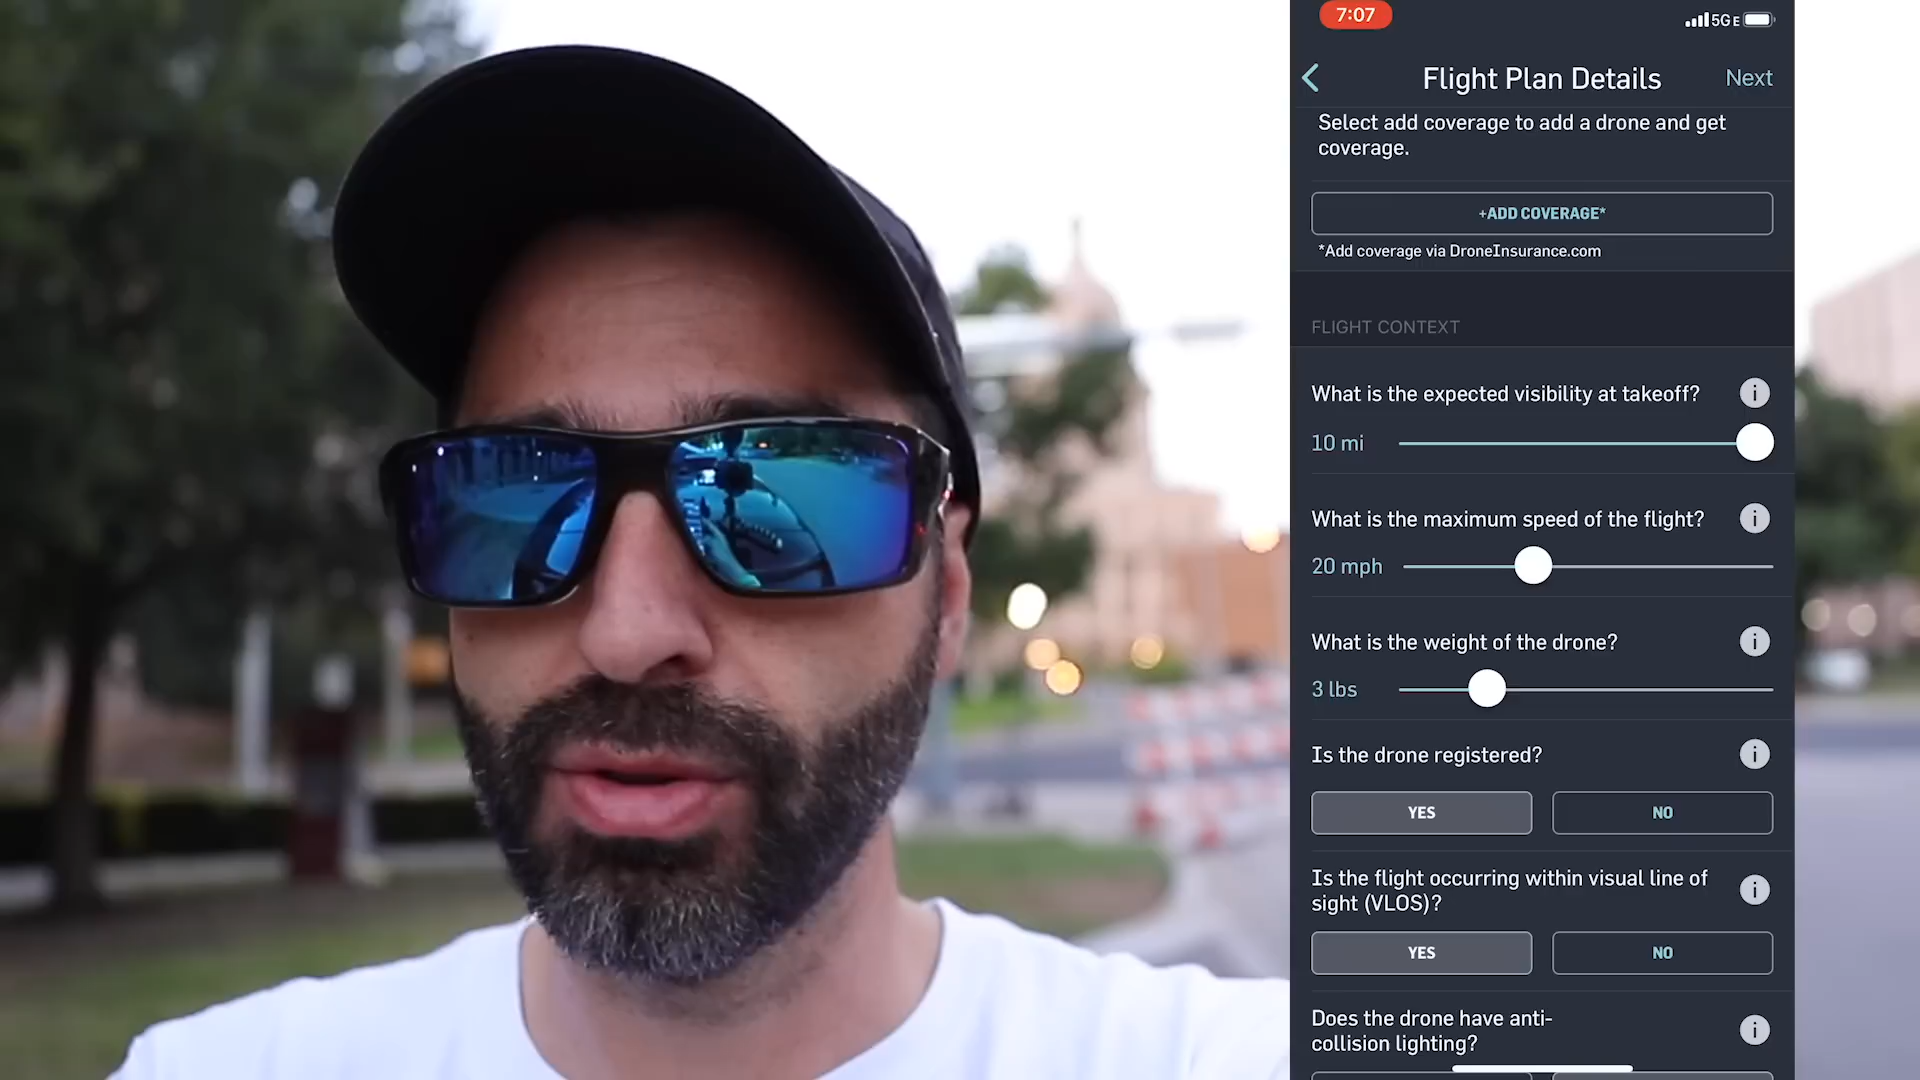 7:07
5G E
Flight Plan Details
Next
Select add coverage to add a drone and get
coverage.
+ADD COVERAGE*
*Add coverage via DroneInsurance.com
FLIGHT CONTEXT
What is the expected visibility at takeoff?
10 mi
What is the maximum speed of the flight?
20 mph
What is the weight of the drone?
3 lbs
Is the drone registered?
YES
NO
Is the flight occurring within visual line of
sight (VLOS)?
YES
NO
Does the drone have anti-
collision lighting?